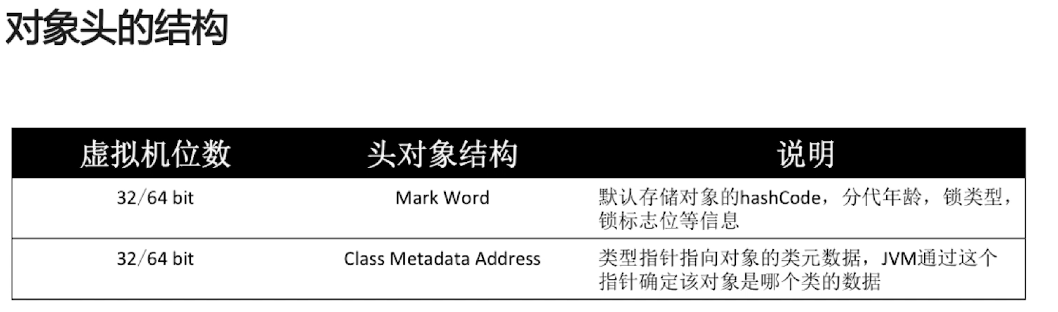 对象头的结构
虚拟机位数 头对象结构 说明
32/64 bit Mark Word 默认存储对象的hashCode，分代年龄，锁类型，
锁标志位等信息
32/64 bit Class Metadata Address 类型指针指向对象的类元数据，JVM通过这个
指针确定该对象是哪个类的数据